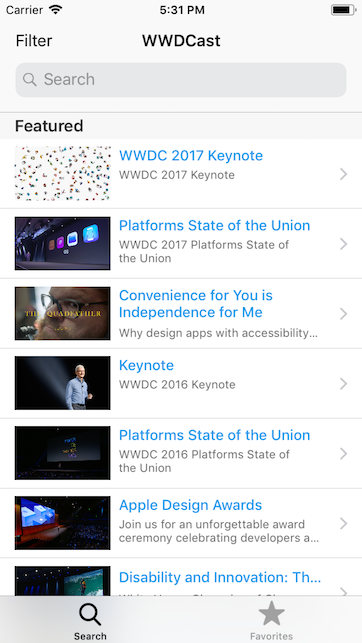 Carrier 5:31 PM
Filter WWDCast
Search
Featured
WWDC 2017 Keynote
WWDC 2017 Keynote
Platforms State of the Union
WWDC 2017 Platforms State of
the Union
THE QUADFATHER
Convenience for You is
Independence for Me
Why design apps with accessibility…
Keynote
WWDC 2016 Keynote
Platforms State of the Union
WWDC 2016 Platforms State of
the Union
Apple Design Awards
Join us for an unforgettable award
ceremony celebrating developers a…
Disability and Innovation: Th…
Search Favorites